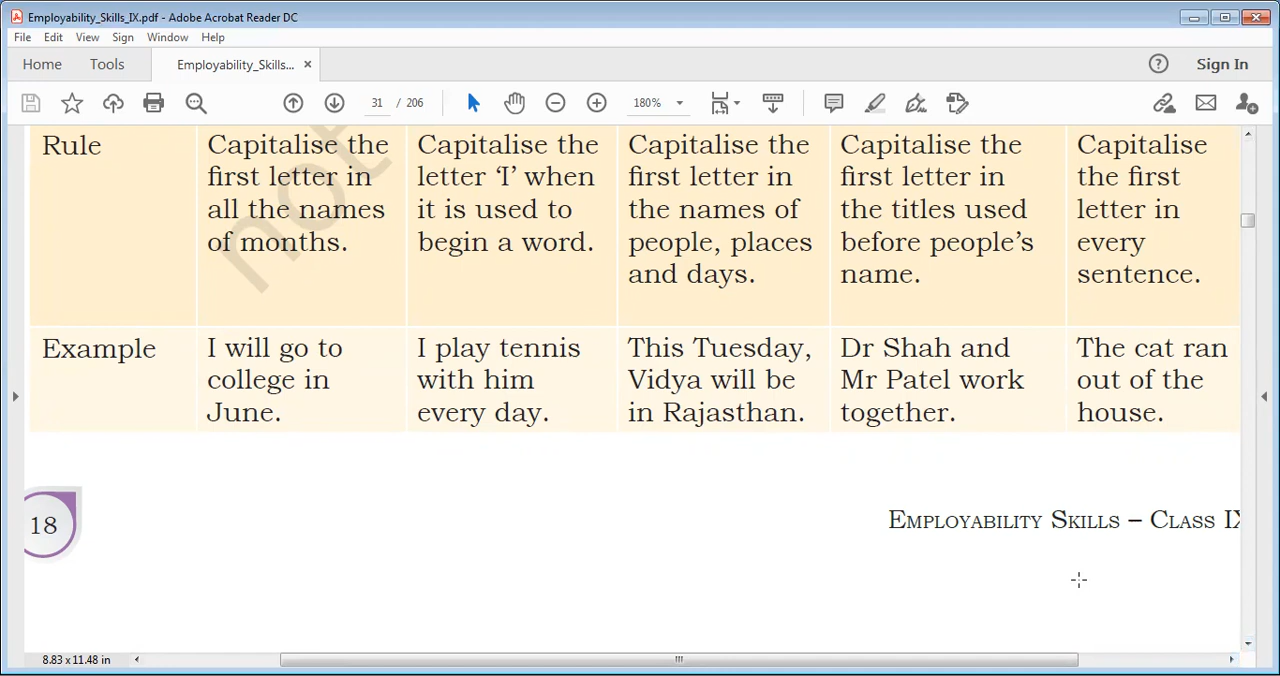 Employability_Skills_IX.pdf - Adobe Acrobat Reader DC
File Edit View Sign Window Help
Home Tools Employability_Skills... × ? Sign In
31 / 206 180%
Rule
Capitalise the
first letter in
all the names
of months.
Capitalise the
letter ‘I’ when
it is used to
begin a word.
Capitalise the
first letter in
the names of
people, places
and days.
Capitalise the
first letter in
the titles used
before people’s
name.
Capitalise
the first
letter in
every
sentence.
Example
I will go to
college in
June.
I play tennis
with him
every day.
This Tuesday,
Vidya will be
in Rajasthan.
Dr Shah and
Mr Patel work
together.
The cat ran
out of the
house.
not
18
Employability Skills – Class IX
8.83 x 11.48 in